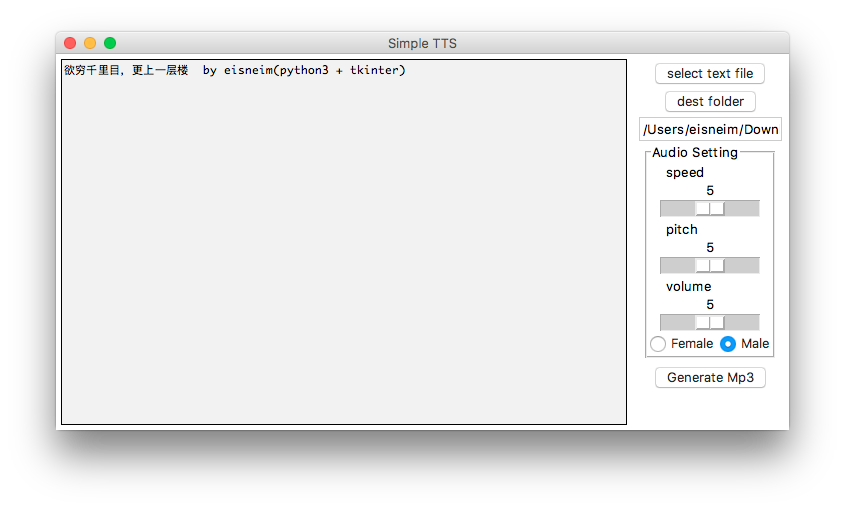 Simple TTS
欲穷千里目，更上一层楼  by eisneim(python3 + tkinter)
select text file
dest folder
/Users/eisneim/Down
Audio Setting
speed
5
pitch
5
volume
5
Female Male
Generate Mp3